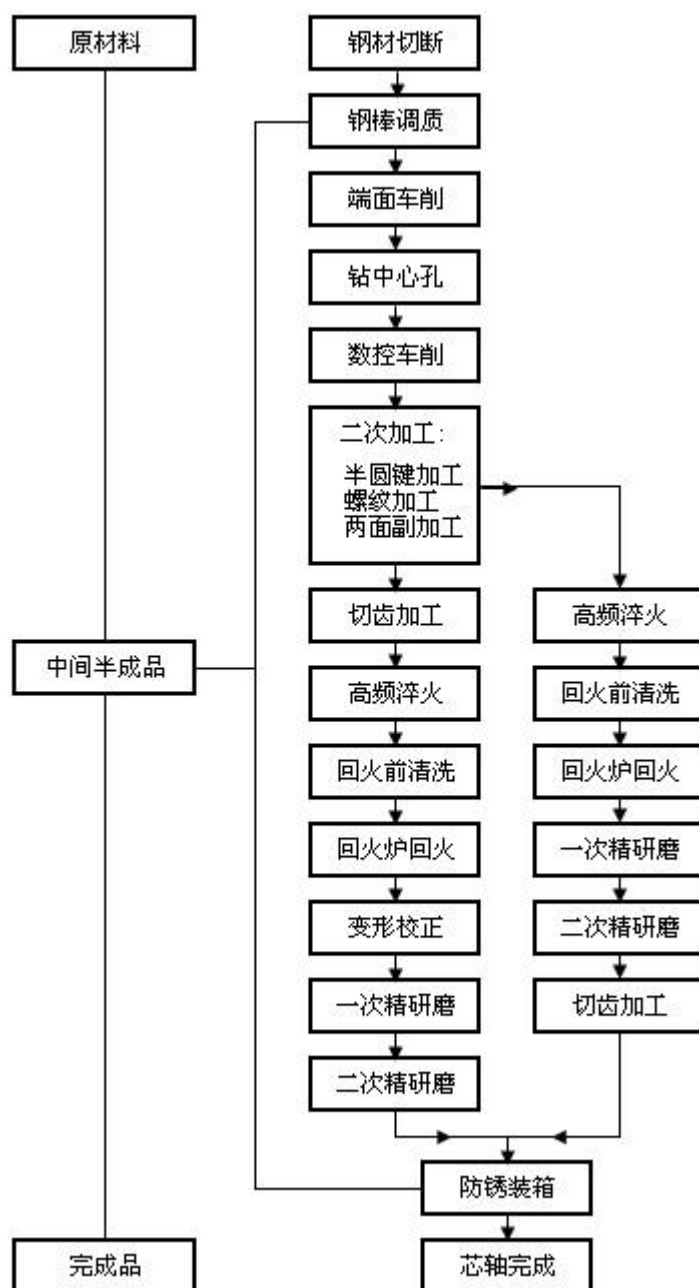 原材料
钢材切断
钢棒调质
端面车削
钻中心孔
数控车削
二次加工:
半圆键加工
螺纹加工
两面副加工
切齿加工
高频淬火
中间半成品
高频淬火
回火前清洗
回火前清洗
回火炉回火
回火炉回火
一次精研磨
变形校正
二次精研磨
一次精研磨
切齿加工
二次精研磨
防锈装箱
完成品
芯轴完成